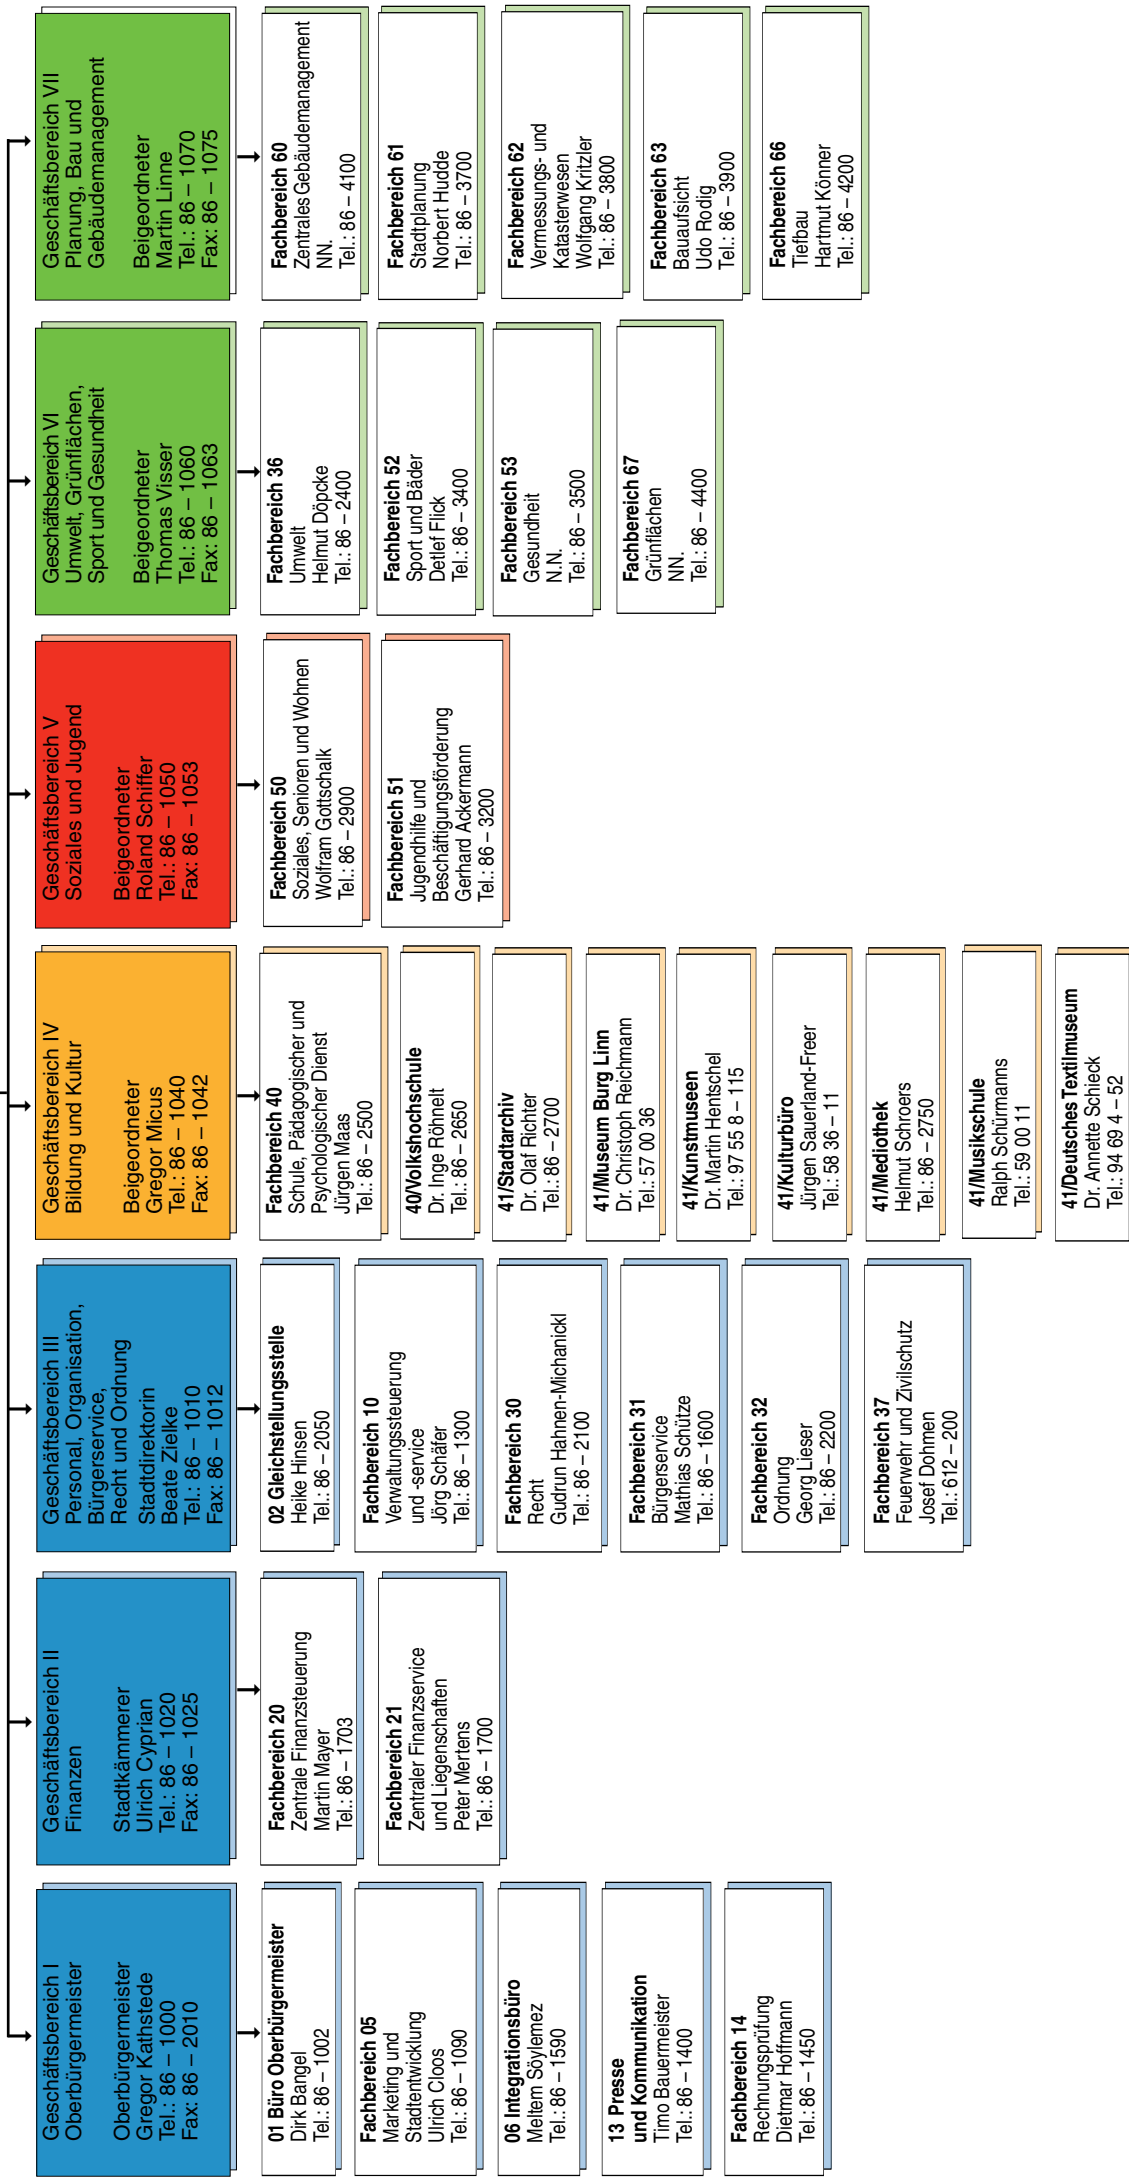 Geschäftsbereich I
Oberbürgermeister
Oberbürgermeister
Gregor Kathstede
Tel.: 86 – 1000
Fax: 86 – 2010
01 Büro Oberbürgermeister
Dirk Bangel
Tel.: 86 – 1002
Fachbereich 05
Marketing und
Stadtentwicklung
Ulrich Cloos
Tel.: 86 – 1090
06 Integrationsbüro
Meltem Söylemez
Tel.: 86 – 1590
13 Presse
und Kommunikation
Timo Bauermeister
Tel.: 86 – 1400
Fachbereich 14
Rechnungsprüfung
Dietmar Hoffmann
Tel.: 86 – 1450
Geschäftsbereich II
Finanzen
Stadtkämmerer
Ulrich Cyprian
Tel.: 86 – 1020
Fax: 86 – 1025
Fachbereich 20
Zentrale Finanzsteuerung
Martin Mayer
Tel.: 86 – 1703
Fachbereich 21
Zentraler Finanzservice
und Liegenschaften
Peter Mertens
Tel.: 86 – 1700
Geschäftsbereich III
Personal, Organisation,
Bürgerservice,
Recht und Ordnung
Stadtdirektorin
Beate Zielke
Tel.: 86 – 1010
Fax: 86 – 1012
02 Gleichstellungsstelle
Heike Hinsen
Tel.: 86 – 2050
Fachbereich 10
Verwaltungssteuerung
und -service
Jörg Schäfer
Tel.: 86 – 1300
Fachbereich 30
Recht
Gudrun Hahnen-Michanickl
Tel.: 86 – 2100
Fachbereich 31
Bürgerservice
Mathias Schütze
Tel.: 86 – 1600
Fachbereich 32
Ordnung
Georg Lieser
Tel.: 86 – 2200
Fachbereich 37
Feuerwehr und Zivilschutz
Josef Dohmen
Tel.: 612 – 200
Geschäftsbereich IV
Bildung und Kultur
Beigeordneter
Gregor Micus
Tel.: 86 – 1040
Fax: 86 – 1042
Fachbereich 40
Schule, Pädagogischer und
Psychologischer Dienst
Jürgen Maas
Tel.: 86 – 2500
40/Volkshochschule
Dr. Inge Röhnelt
Tel.: 86 – 2650
41/Stadtarchiv
Dr. Olaf Richter
Tel.: 86 – 2700
41/Museum Burg Linn
Dr. Christoph Reichmann
Tel.: 57 00 36
41/Kunstmuseen
Dr. Martin Hentschel
Tel.: 97 55 8 – 115
41/Kulturbüro
Jürgen Sauerland-Freer
Tel.: 58 36 – 11
41/Mediothek
Helmut Schroers
Tel.: 86 – 2750
41/Musikschule
Ralph Schürmanns
Tel.: 59 00 11
41/Deutsches Textilmuseum
Dr. Annette Schieck
Tel.: 94 69 4 – 52
Geschäftsbereich V
Soziales und Jugend
Beigeordneter
Roland Schiffer
Tel.: 86 – 1050
Fax: 86 – 1053
Fachbereich 50
Soziales, Senioren und Wohnen
Wolfram Gottschalk
Tel.: 86 – 2900
Fachbereich 51
Jugendhilfe und
Beschäftigungsförderung
Gerhard Ackermann
Tel.: 86 – 3200
Geschäftsbereich VI
Umwelt, Grünflächen,
Sport und Gesundheit
Beigeordneter
Thomas Visser
Tel.: 86 – 1060
Fax: 86 – 1063
Fachbereich 36
Umwelt
Helmut Döpcke
Tel.: 86 – 2400
Fachbereich 52
Sport und Bäder
Detlef Flick
Tel.: 86 – 3400
Fachbereich 53
Gesundheit
N.N.
Tel.: 86 – 3500
Fachbereich 67
Grünflächen
NN.
Tel.: 86 – 4400
Geschäftsbereich VII
Planung, Bau und
Gebäudemanagement
Beigeordneter
Martin Linne
Tel.: 86 – 1070
Fax: 86 – 1075
Fachbereich 60
Zentrales Gebäudemanagement
NN.
Tel.: 86 – 4100
Fachbereich 61
Stadtplanung
Norbert Hudde
Tel.: 86 – 3700
Fachbereich 62
Vermessungs- und
Katasterwesen
Wolfgang Kritzler
Tel.: 86 – 3800
Fachbereich 63
Bauaufsicht
Udo Rodig
Tel.: 86 – 3900
Fachbereich 66
Tiefbau
Hartmut Könner
Tel.: 86 – 4200